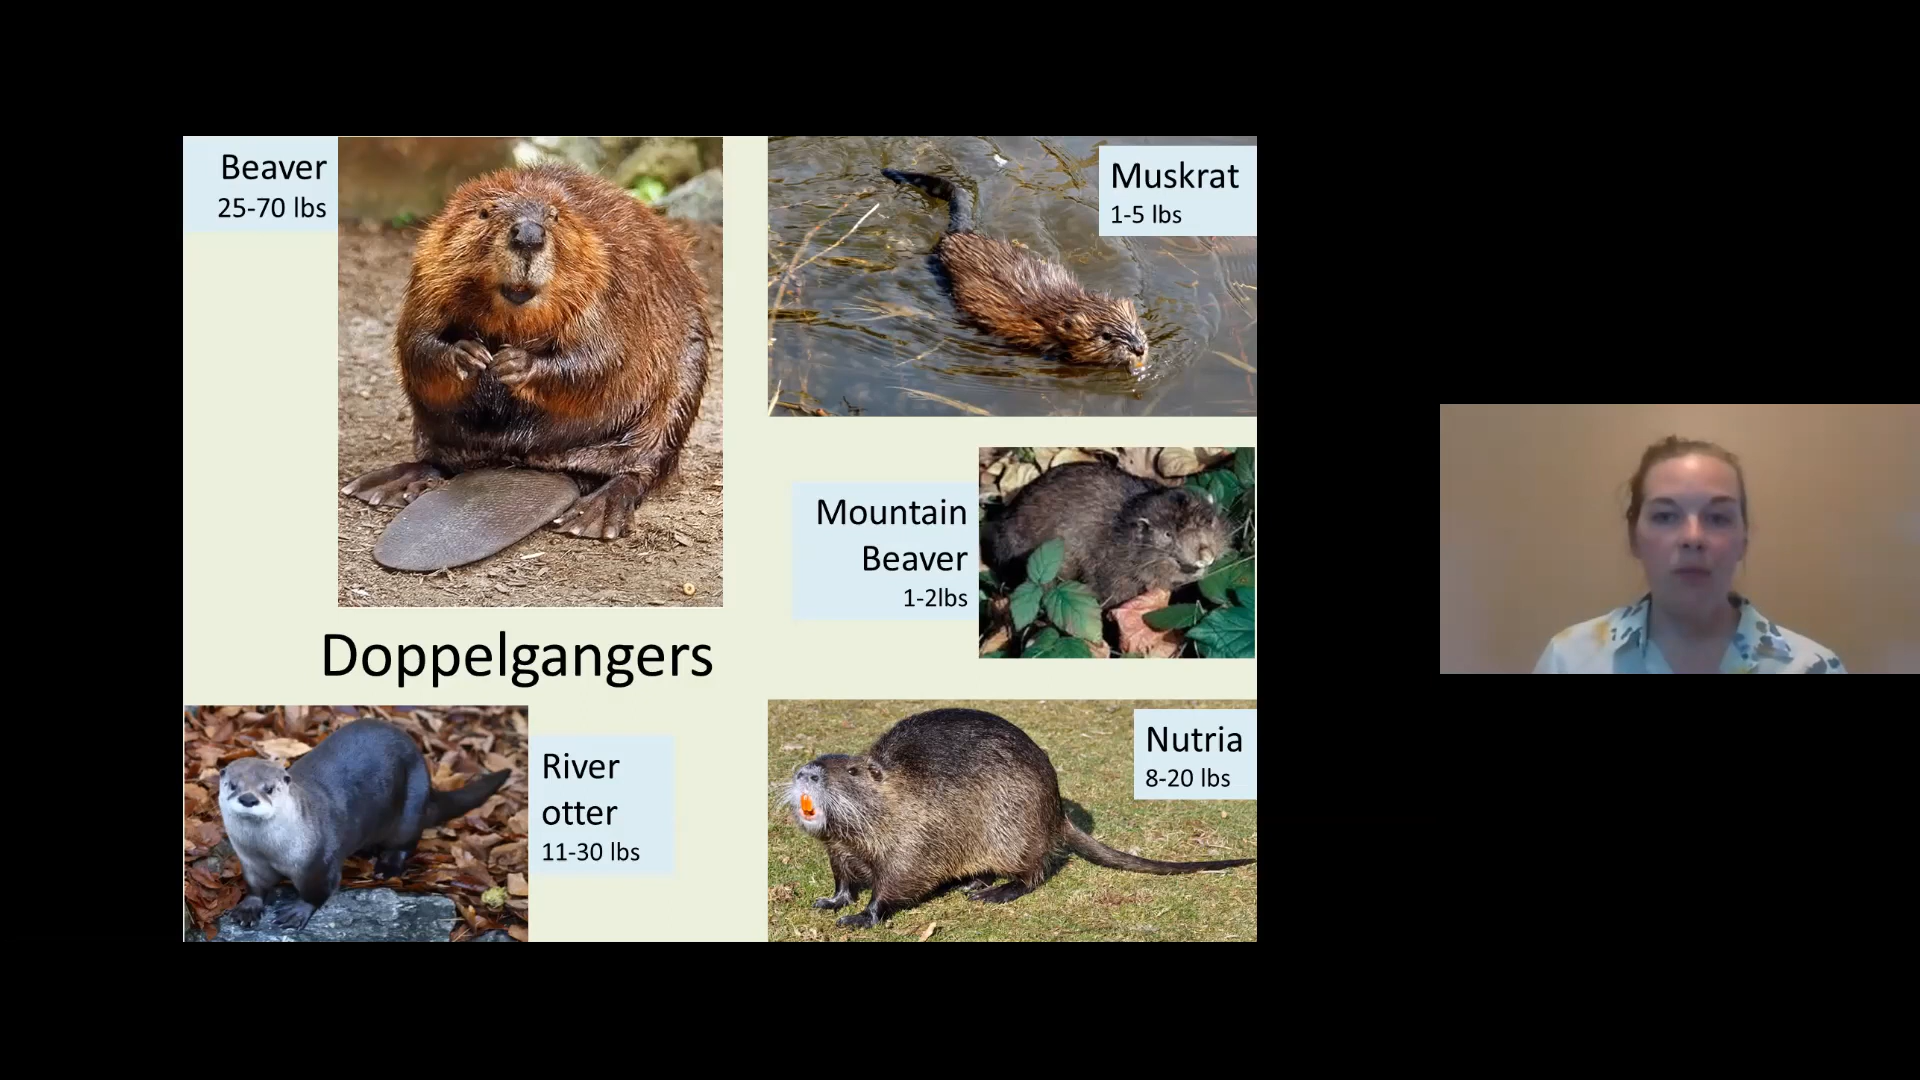 Beaver
25-70 lbs
Muskrat
1-5 lbs
Mountain
Beaver
1-2lbs
Doppelgangers
River
otter
11-30 lbs
Nutria
8-20 lbs